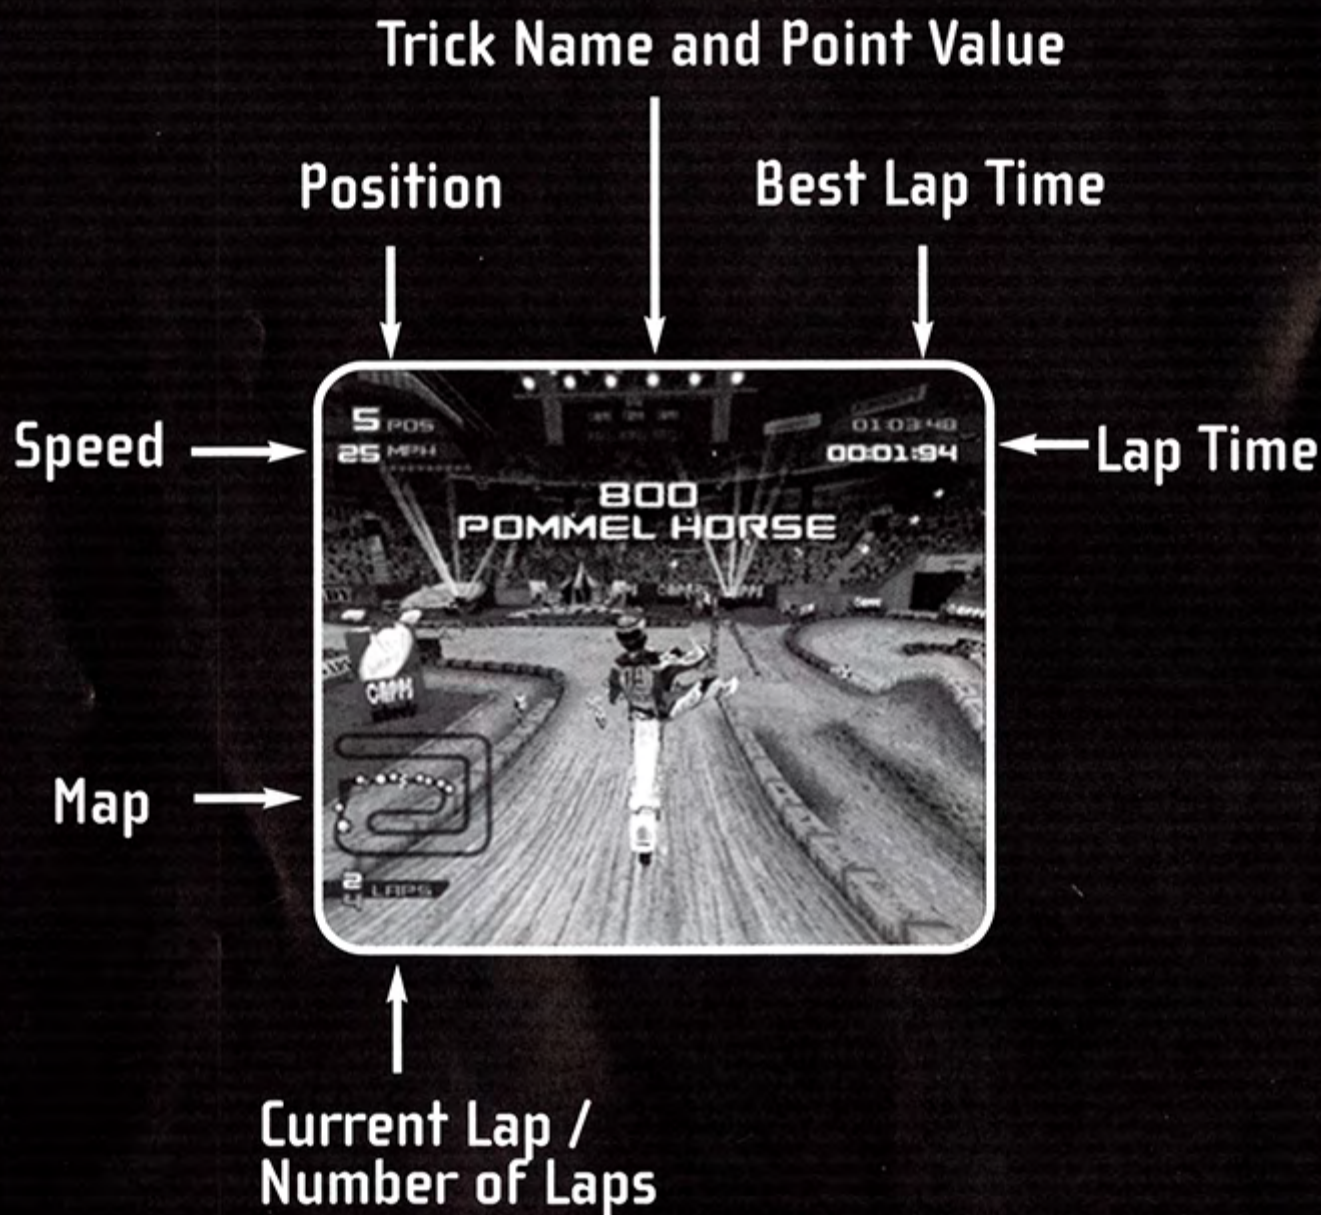 Trick Name and Point Value
Position
Best Lap Time
Speed
5 POS
25 MPH
01:03:48
00:01:94
Lap Time
800
POMMEL HORSE
Map
2
4 LAPS
Current Lap /
Number of Laps